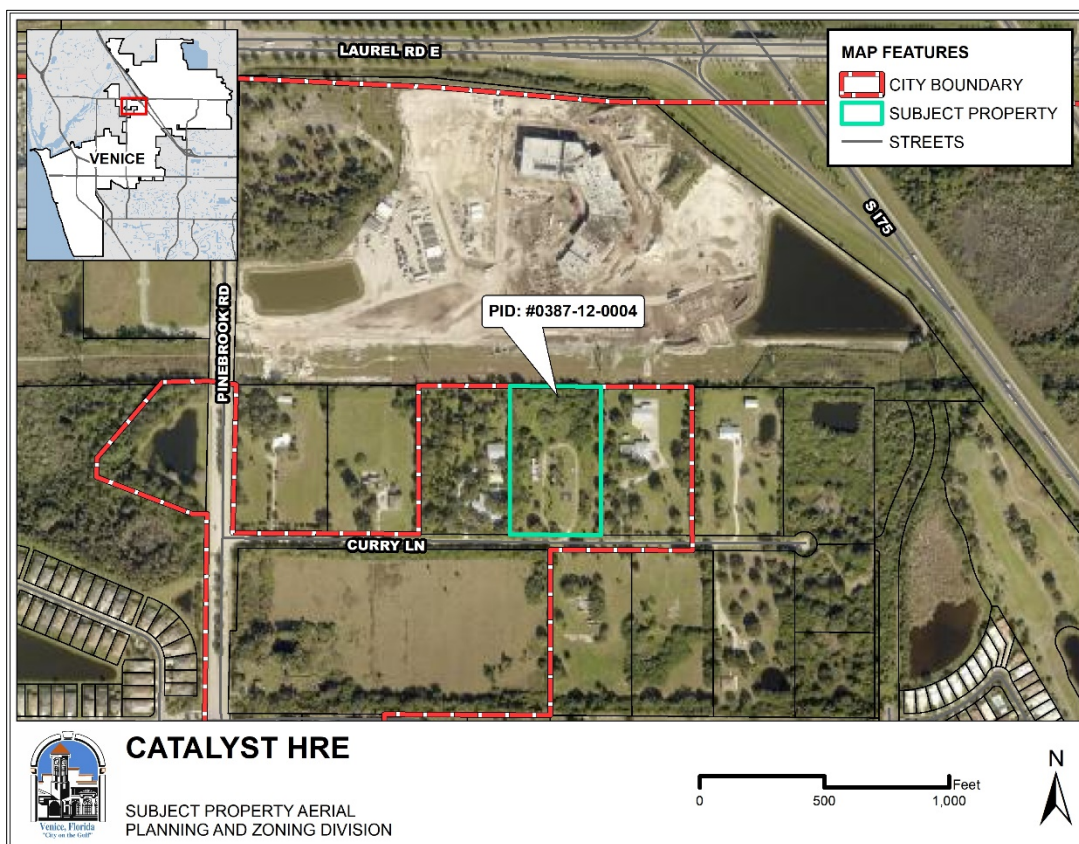 LAUREL RD E
MAP FEATURES
CITY BOUNDARY
SUBJECT PROPERTY
STREETS
VENICE
S I75
PID: #0387-12-0004
PINEBROOK RD
CURRY LN
CATALYST HRE
SUBJECT PROPERTY AERIAL
PLANNING AND ZONING DIVISION
Venice, Florida
"City on the Gulf"
Feet
0 500 1,000
N